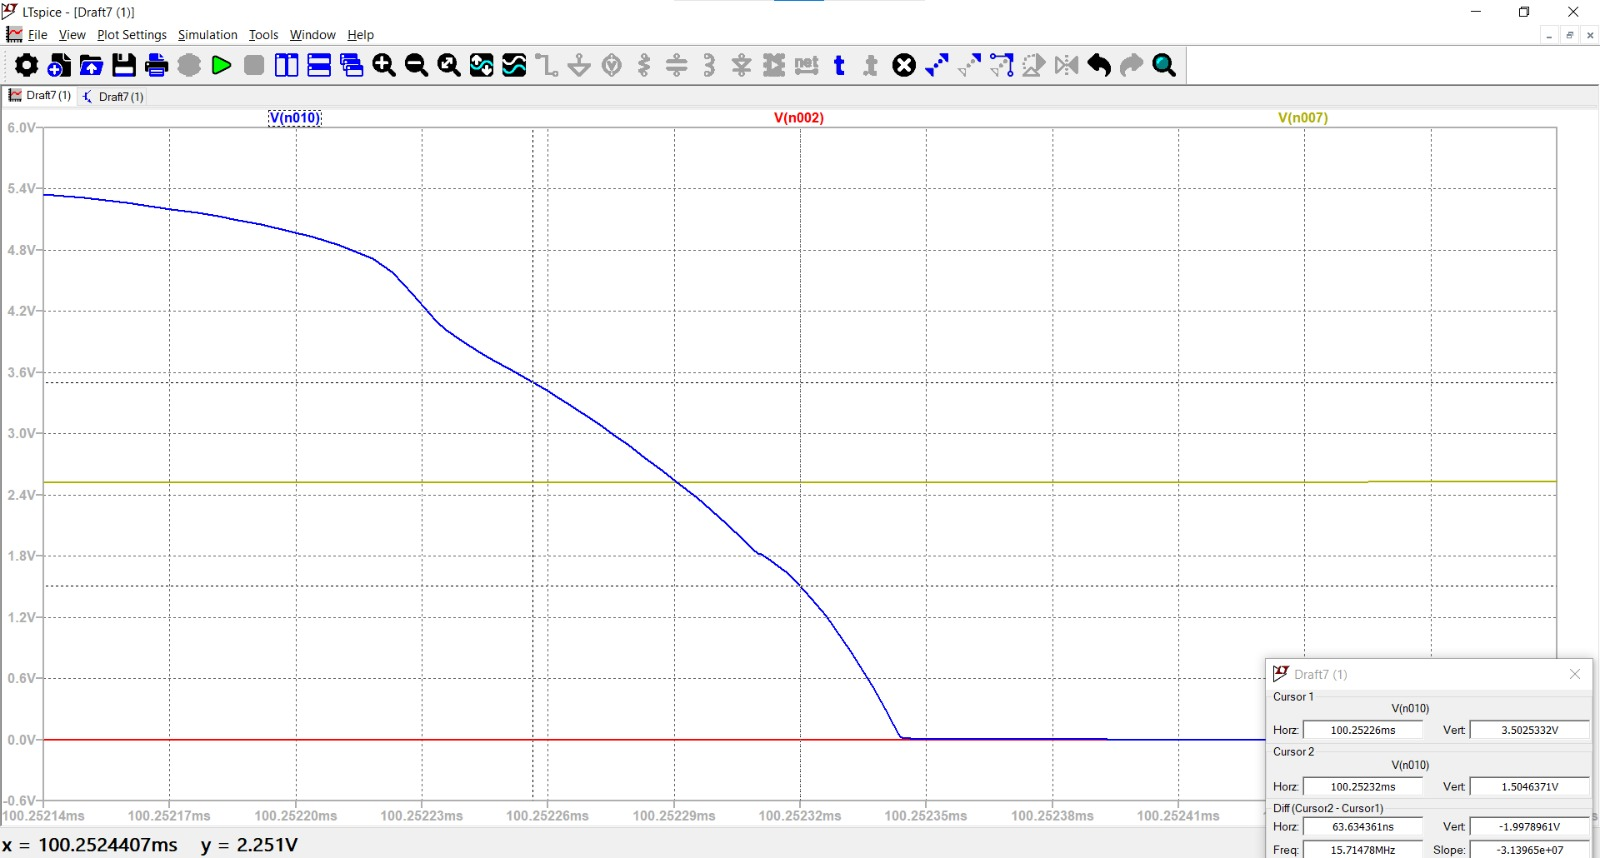 LTspice - [Draft7 (1)]
File View Plot Settings Simulation Tools Window Help
net t t
Draft7 (1) Draft7 (1)
V(n010) V(n002) V(n007)
6.0V
5.4V
4.8V
4.2V
3.6V
3.0V
2.4V
1.8V
1.2V
0.6V
0.0V
-0.6V
100.25214ms 100.25217ms 100.25220ms 100.25223ms 100.25226ms 100.25229ms 100.25232ms 100.25235ms 100.25238ms 100.25241ms
Draft7 (1)
Cursor 1
V(n010)
Horz: 100.25226ms Vert: 3.5025332V
Cursor 2
V(n010)
Horz: 100.25232ms Vert: 1.5046371V
Diff (Cursor2 - Cursor1)
Horz: 63.634361ns Vert: -1.9978961V
Freq: 15.71478MHz Slope: -3.13965e+07
x = 100.2524407ms y = 2.251V